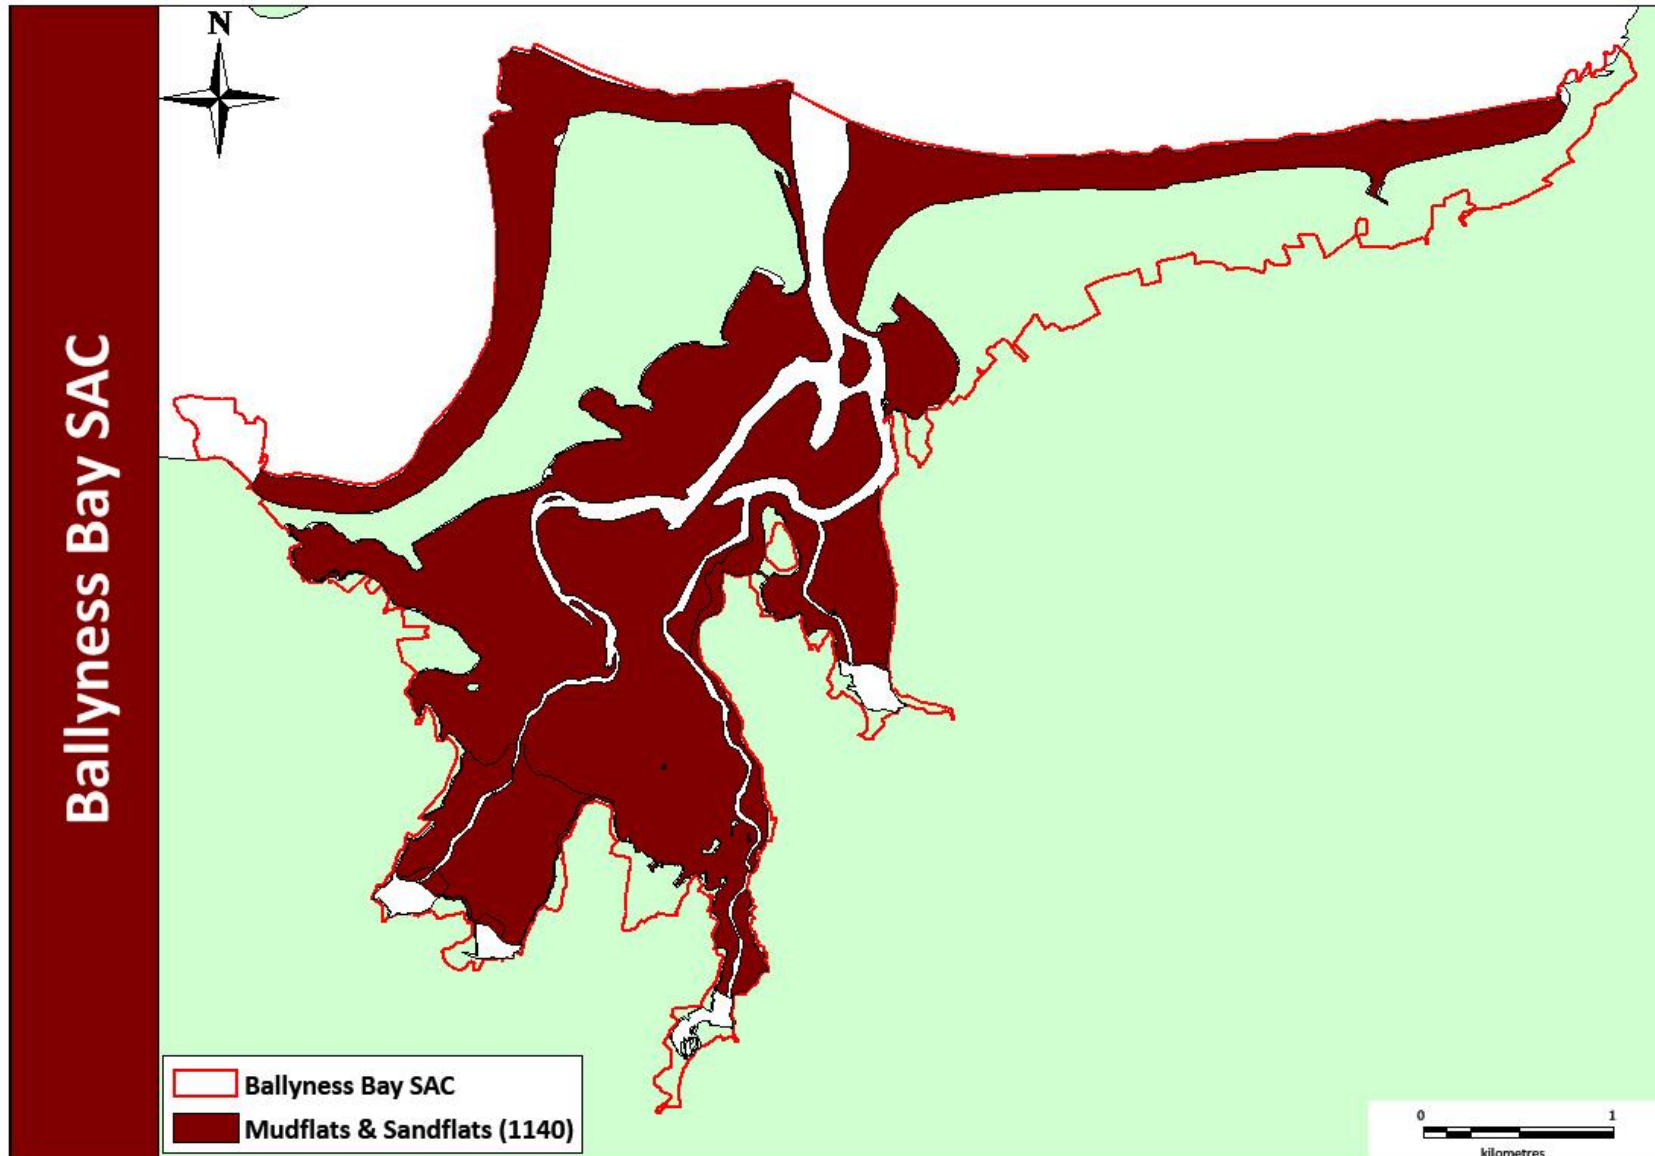 Ballyness Bay SAC
N
Ballyness Bay SAC
Mudflats & Sandflats (1140)
0 1
kilometres